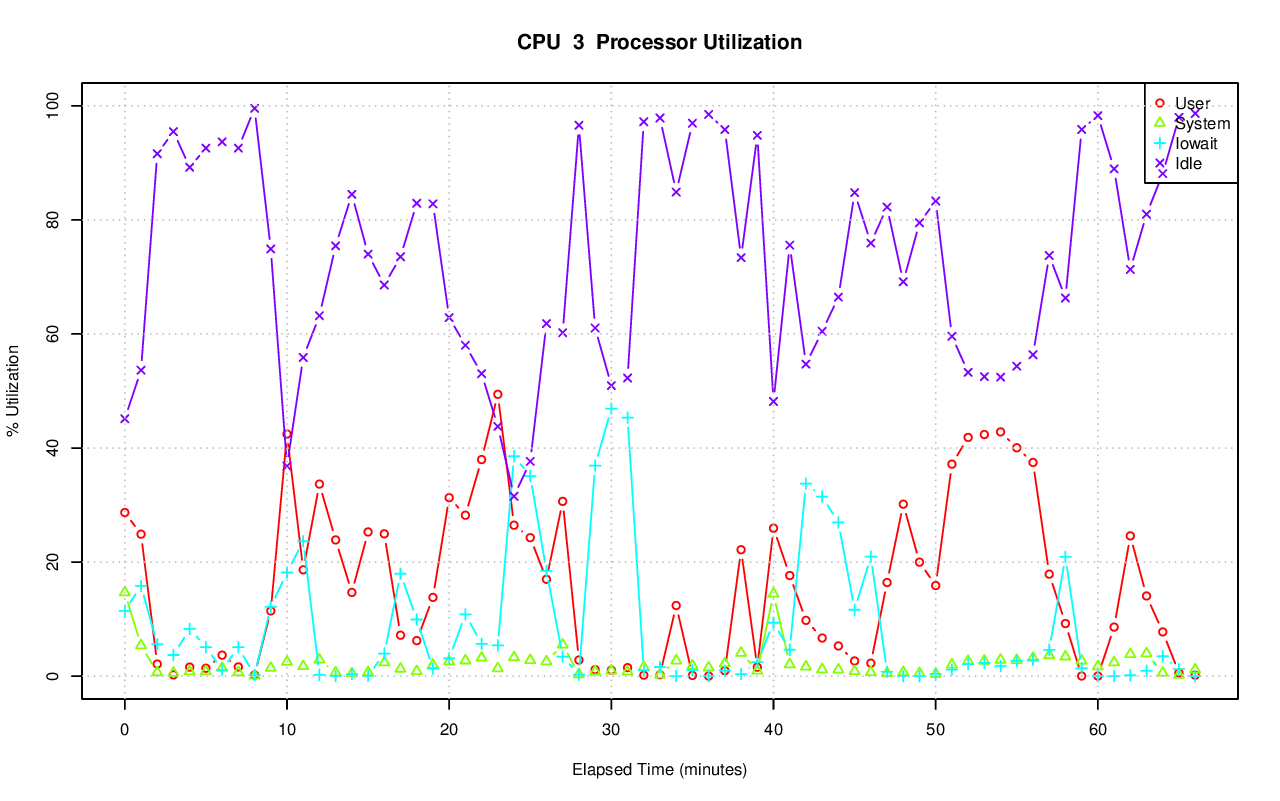 CPU  3  Processor Utilization
100
80
60
40
20
0
% Utilization
User
System
Iowait
Idle
0 10 20 30 40 50 60
Elapsed Time (minutes)